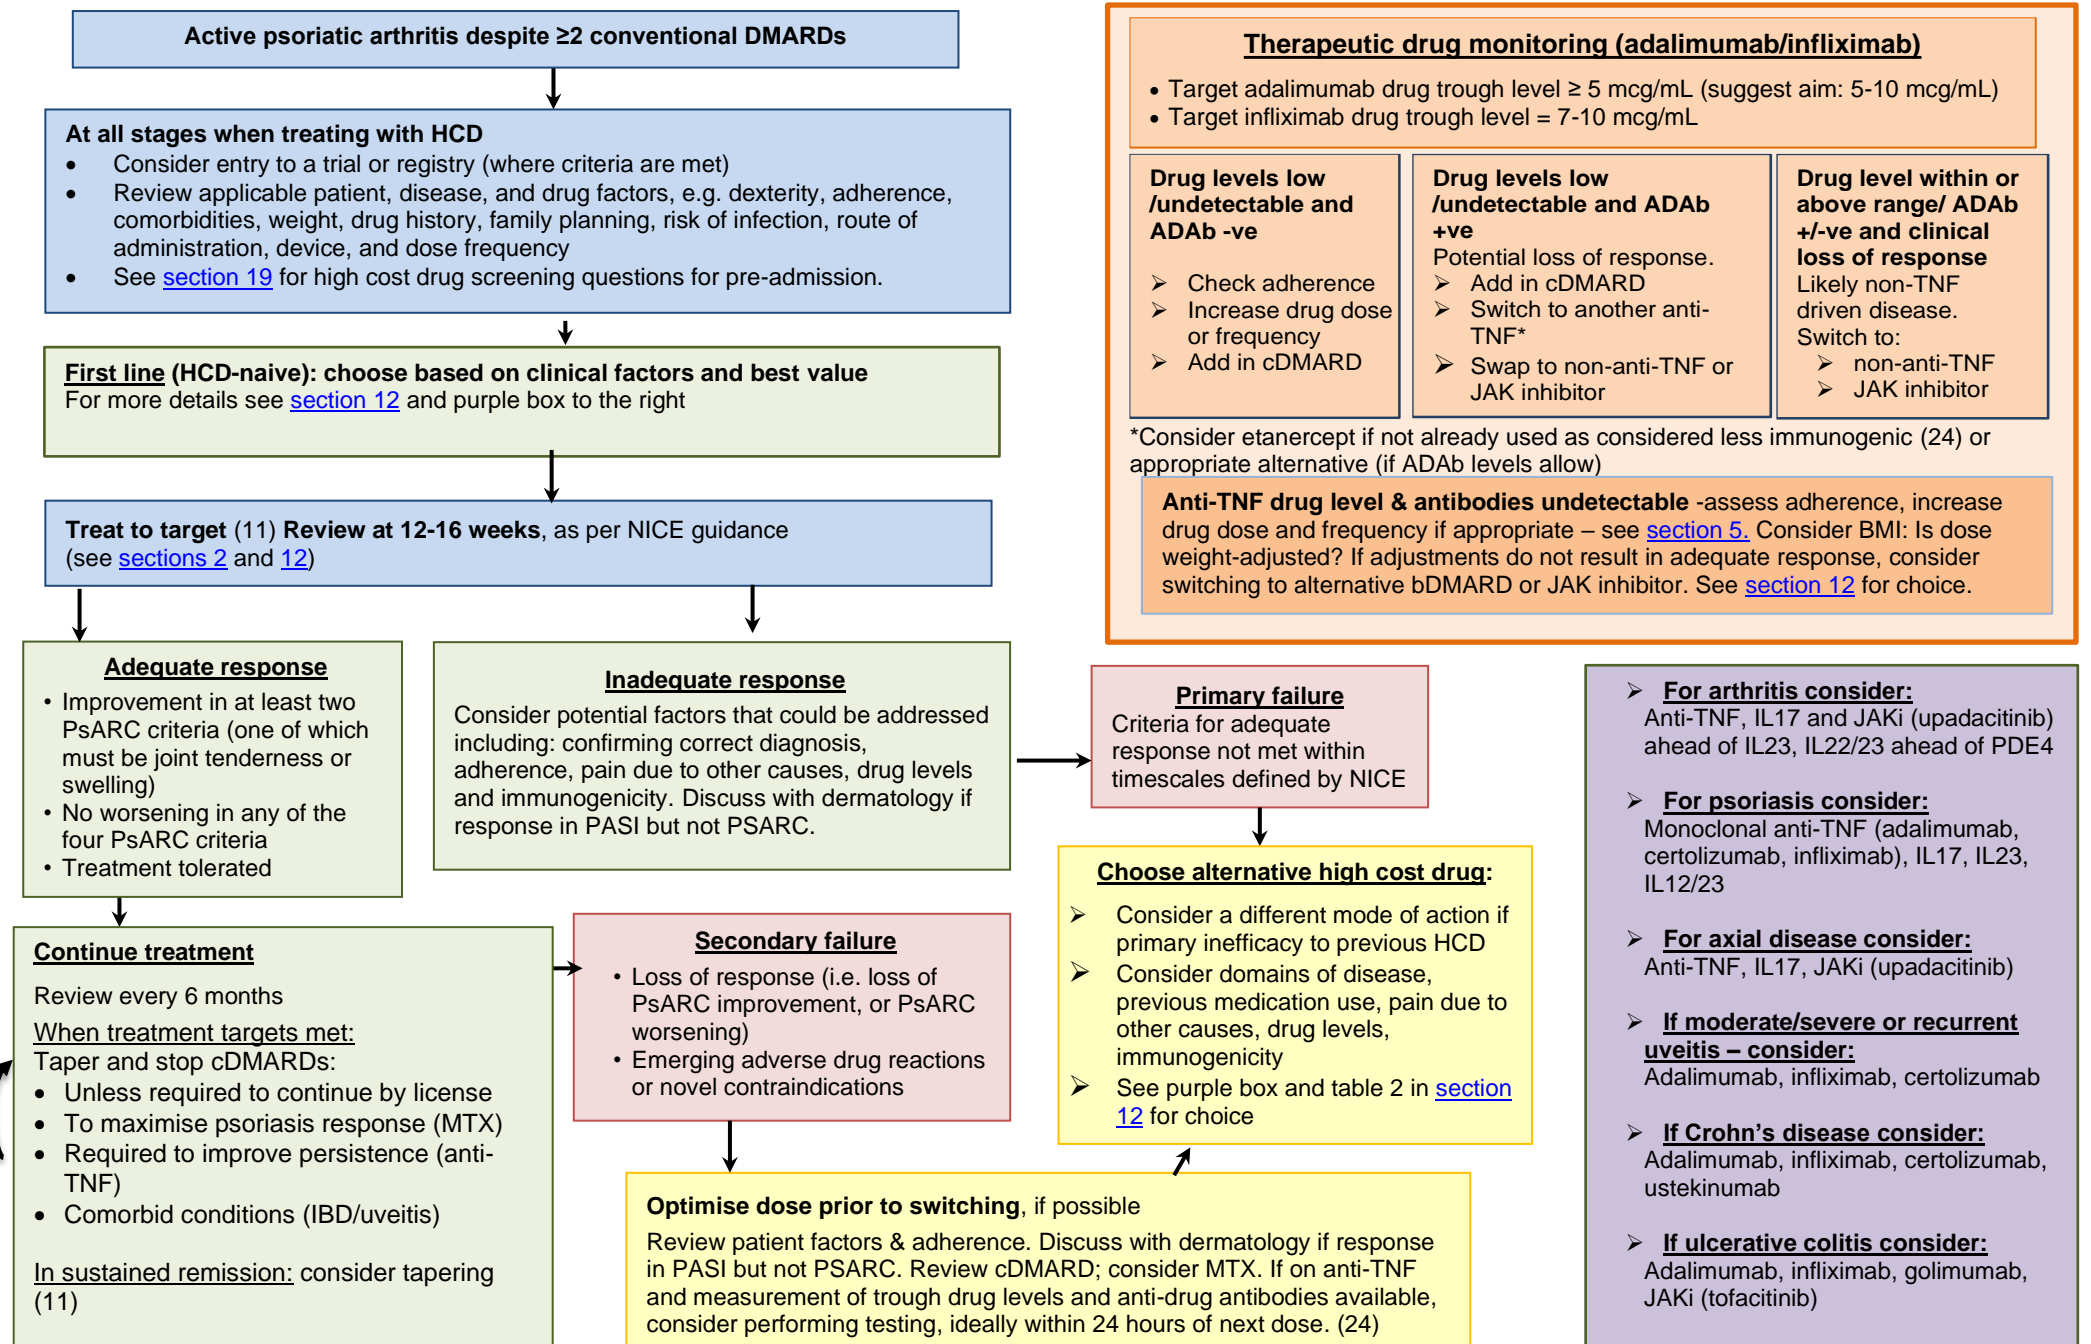 Active psoriatic arthritis despite ≥2 conventional DMARDs
At all stages when treating with HCD
• Consider entry to a trial or registry (where criteria are met)
• Review applicable patient, disease, and drug factors, e.g. dexterity, adherence,
comorbidities, weight, drug history, family planning, risk of infection, route of
administration, device, and dose frequency
• See section 19 for high cost drug screening questions for pre-admission.
First line (HCD-naive): choose based on clinical factors and best value
For more details see section 12 and purple box to the right
Treat to target (11) Review at 12-16 weeks, as per NICE guidance
(see sections 2 and 12)
Adequate response
• Improvement in at least two
PsARC criteria (one of which
must be joint tenderness or
swelling)
• No worsening in any of the
four PsARC criteria
• Treatment tolerated
Inadequate response
Consider potential factors that could be addressed
including: confirming correct diagnosis,
adherence, pain due to other causes, drug levels
and immunogenicity. Discuss with dermatology if
response in PASI but not PSARC.
Primary failure
Criteria for adequate
response not met within
timescales defined by NICE
Continue treatment
Review every 6 months
When treatment targets met:
Taper and stop cDMARDs:
• Unless required to continue by license
• To maximise psoriasis response (MTX)
• Required to improve persistence (anti-
TNF)
• Comorbid conditions (IBD/uveitis)
In sustained remission: consider tapering
(11)
Secondary failure
• Loss of response (i.e. loss of
PsARC improvement, or PsARC
worsening)
• Emerging adverse drug reactions
or novel contraindications
Choose alternative high cost drug:
➢ Consider a different mode of action if
primary inefficacy to previous HCD
➢ Consider domains of disease,
previous medication use, pain due to
other causes, drug levels,
immunogenicity
➢ See purple box and table 2 in section
12 for choice
Optimise dose prior to switching, if possible
Review patient factors & adherence. Discuss with dermatology if response
in PASI but not PSARC. Review cDMARD; consider MTX. If on anti-TNF
and measurement of trough drug levels and anti-drug antibodies available,
consider performing testing, ideally within 24 hours of next dose. (24)
Therapeutic drug monitoring (adalimumab/infliximab)
• Target adalimumab drug trough level ≥ 5 mcg/mL (suggest aim: 5-10 mcg/mL)
• Target infliximab drug trough level = 7-10 mcg/mL
Drug levels low
/undetectable and
ADAb -ve
➢ Check adherence
➢ Increase drug dose
or frequency
➢ Add in cDMARD
Drug levels low
/undetectable and ADAb
+ve
Potential loss of response.
➢ Add in cDMARD
➢ Switch to another anti-
TNF*
➢ Swap to non-anti-TNF or
JAK inhibitor
Drug level within or
above range/ ADAb
+/-ve and clinical
loss of response
Likely non-TNF
driven disease.
Switch to:
➢ non-anti-TNF
➢ JAK inhibitor
*Consider etanercept if not already used as considered less immunogenic (24) or
appropriate alternative (if ADAb levels allow)
Anti-TNF drug level & antibodies undetectable -assess adherence, increase
drug dose and frequency if appropriate – see section 5. Consider BMI: Is dose
weight-adjusted? If adjustments do not result in adequate response, consider
switching to alternative bDMARD or JAK inhibitor. See section 12 for choice.
➢ For arthritis consider:
Anti-TNF, IL17 and JAKi (upadacitinib)
ahead of IL23, IL22/23 ahead of PDE4
➢ For psoriasis consider:
Monoclonal anti-TNF (adalimumab,
certolizumab, infliximab), IL17, IL23,
IL12/23
➢ For axial disease consider:
Anti-TNF, IL17, JAKi (upadacitinib)
➢ If moderate/severe or recurrent
uveitis – consider:
Adalimumab, infliximab, certolizumab
➢ If Crohn’s disease consider:
Adalimumab, infliximab, certolizumab,
ustekinumab
➢ If ulcerative colitis consider:
Adalimumab, infliximab, golimumab,
JAKi (tofacitinib)